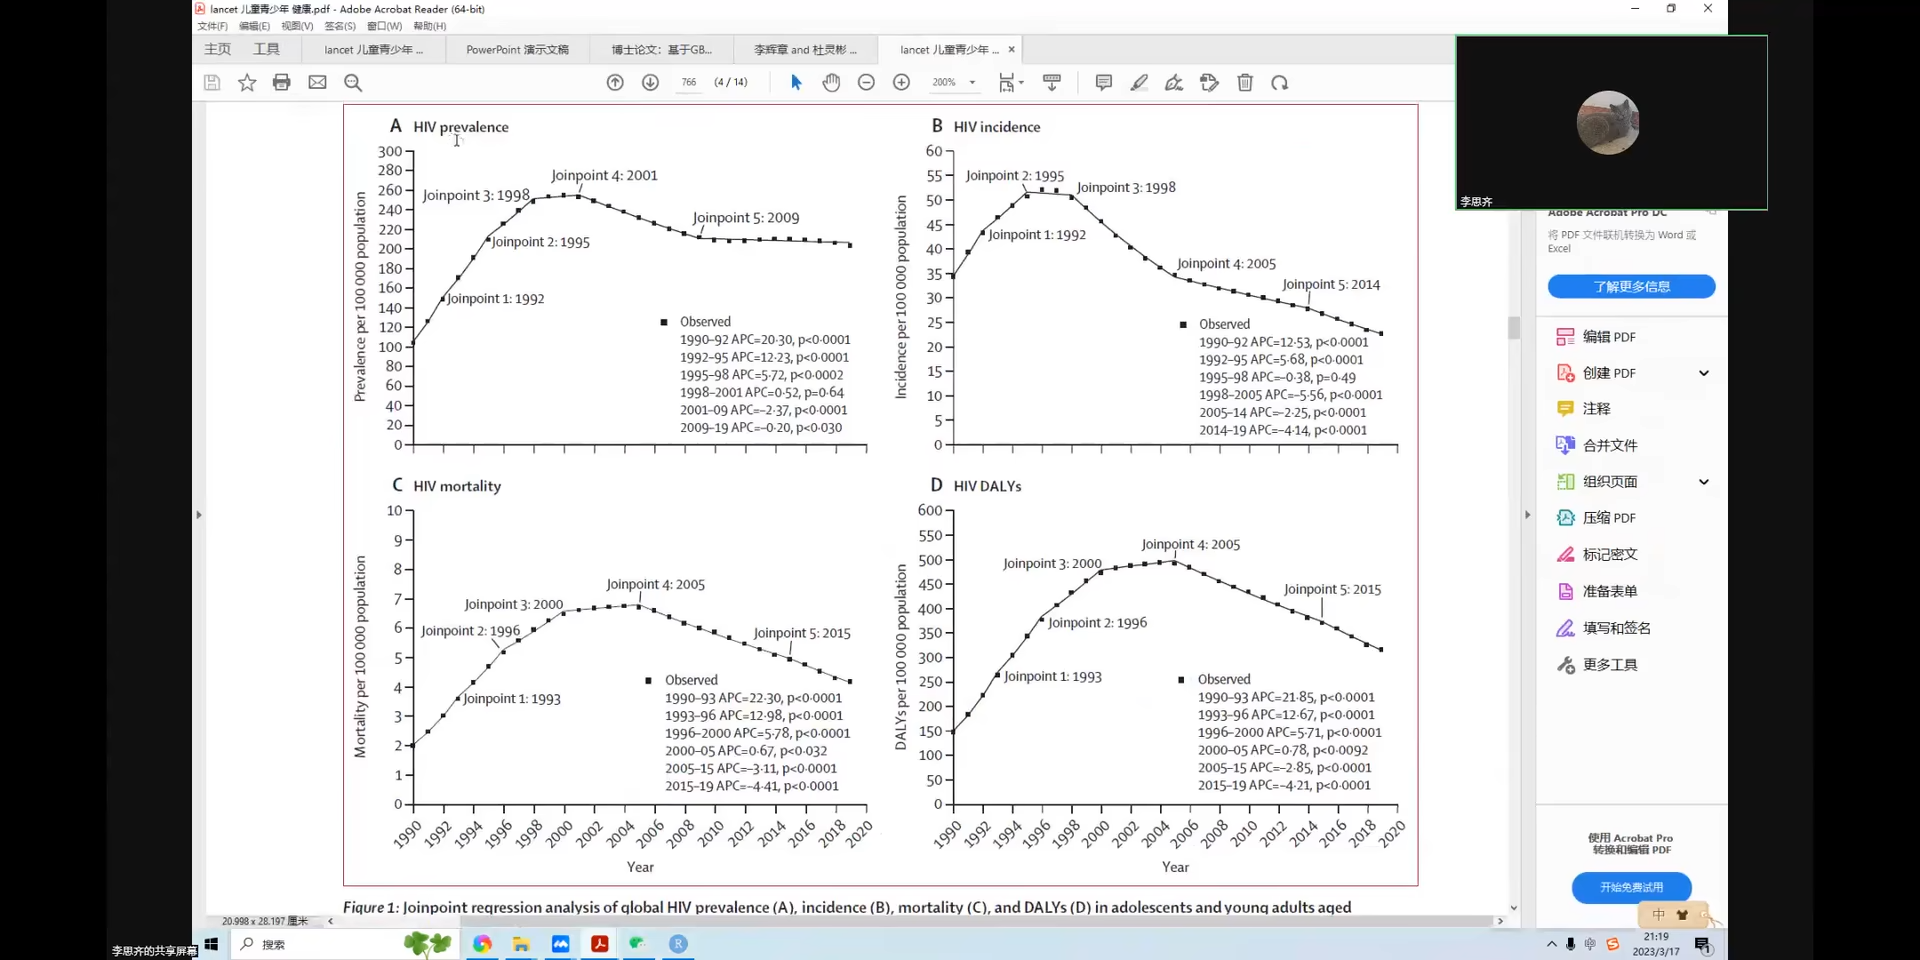 lancet 儿童青少年 健康.pdf - Adobe Acrobat Reader (64-bit)
文件(F) 编辑(E) 视图(V) 签名(S) 窗口(W) 帮助(H)
主页 工具 lancet 儿童青少年 ... PowerPoint 演示文稿 博士论文：基于GB... 李辉章 and 杜灵彬 ... lancet 儿童青少年 ... ×
766 (4 / 14) 200%
李思齐
Adobe Acrobat Pro DC
将 PDF 文件联机转换为 Word 或
Excel
了解更多信息
编辑 PDF
创建 PDF
注释
合并文件
组织页面
压缩 PDF
标记密文
准备表单
填写和签名
更多工具
使用 Acrobat Pro
转换和编辑 PDF
开始免费试用
A HIV prevalence
300
280
260
240
220
200
180
160
140
120
100
80
60
40
20
0
Prevalence per 100 000 population
Joinpoint 4: 2001
Joinpoint 3: 1998
Joinpoint 5: 2009
Joinpoint 2: 1995
Joinpoint 1: 1992
Observed
1990–92 APC=20·30, p<0·0001
1992–95 APC=12·23, p<0·0001
1995–98 APC=5·72, p<0·0002
1998–2001 APC=0·52, p=0·64
2001–09 APC=–2·37, p<0·0001
2009–19 APC=–0·20, p<0·030
B HIV incidence
60
55
50
45
40
35
30
25
20
15
10
5
0
Incidence per 100 000 population
Joinpoint 2: 1995
Joinpoint 3: 1998
Joinpoint 1: 1992
Joinpoint 4: 2005
Joinpoint 5: 2014
Observed
1990–92 APC=12·53, p<0·0001
1992–95 APC=5·68, p<0·0001
1995–98 APC=–0·38, p=0·49
1998–2005 APC=–5·56, p<0·0001
2005–14 APC=–2·25, p<0·0001
2014–19 APC=–4·14, p<0·0001
C HIV mortality
10
9
8
7
6
5
4
3
2
1
0
Mortality per 100 000 population
Joinpoint 4: 2005
Joinpoint 3: 2000
Joinpoint 2: 1996
Joinpoint 5: 2015
Joinpoint 1: 1993
Observed
1990–93 APC=22·30, p<0·0001
1993–96 APC=12·98, p<0·0001
1996–2000 APC=5·78, p<0·0001
2000–05 APC=0·67, p<0·032
2005–15 APC=–3·11, p<0·0001
2015–19 APC=–4·41, p<0·0001
1990 1992 1994 1996 1998 2000 2002 2004 2006 2008 2010 2012 2014 2016 2018 2020
Year
D HIV DALYs
600
550
500
450
400
350
300
250
200
150
100
50
0
DALYs per 100 000 population
Joinpoint 4: 2005
Joinpoint 3: 2000
Joinpoint 5: 2015
Joinpoint 2: 1996
Joinpoint 1: 1993
Observed
1990–93 APC=21·85, p<0·0001
1993–96 APC=12·67, p<0·0001
1996–2000 APC=5·71, p<0·0001
2000–05 APC=0·78, p<0·0092
2005–15 APC=–2·85, p<0·0001
2015–19 APC=–4·21, p<0·0001
1990 1992 1994 1996 1998 2000 2002 2004 2006 2008 2010 2012 2014 2016 2018 2020
Year
Figure 1: Joinpoint regression analysis of global HIV prevalence (A), incidence (B), mortality (C), and DALYs (D) in adolescents and young adults aged
20.998 x 28.197 厘米
中
李思齐的共享屏幕
搜索
中
21:19
2023/3/17